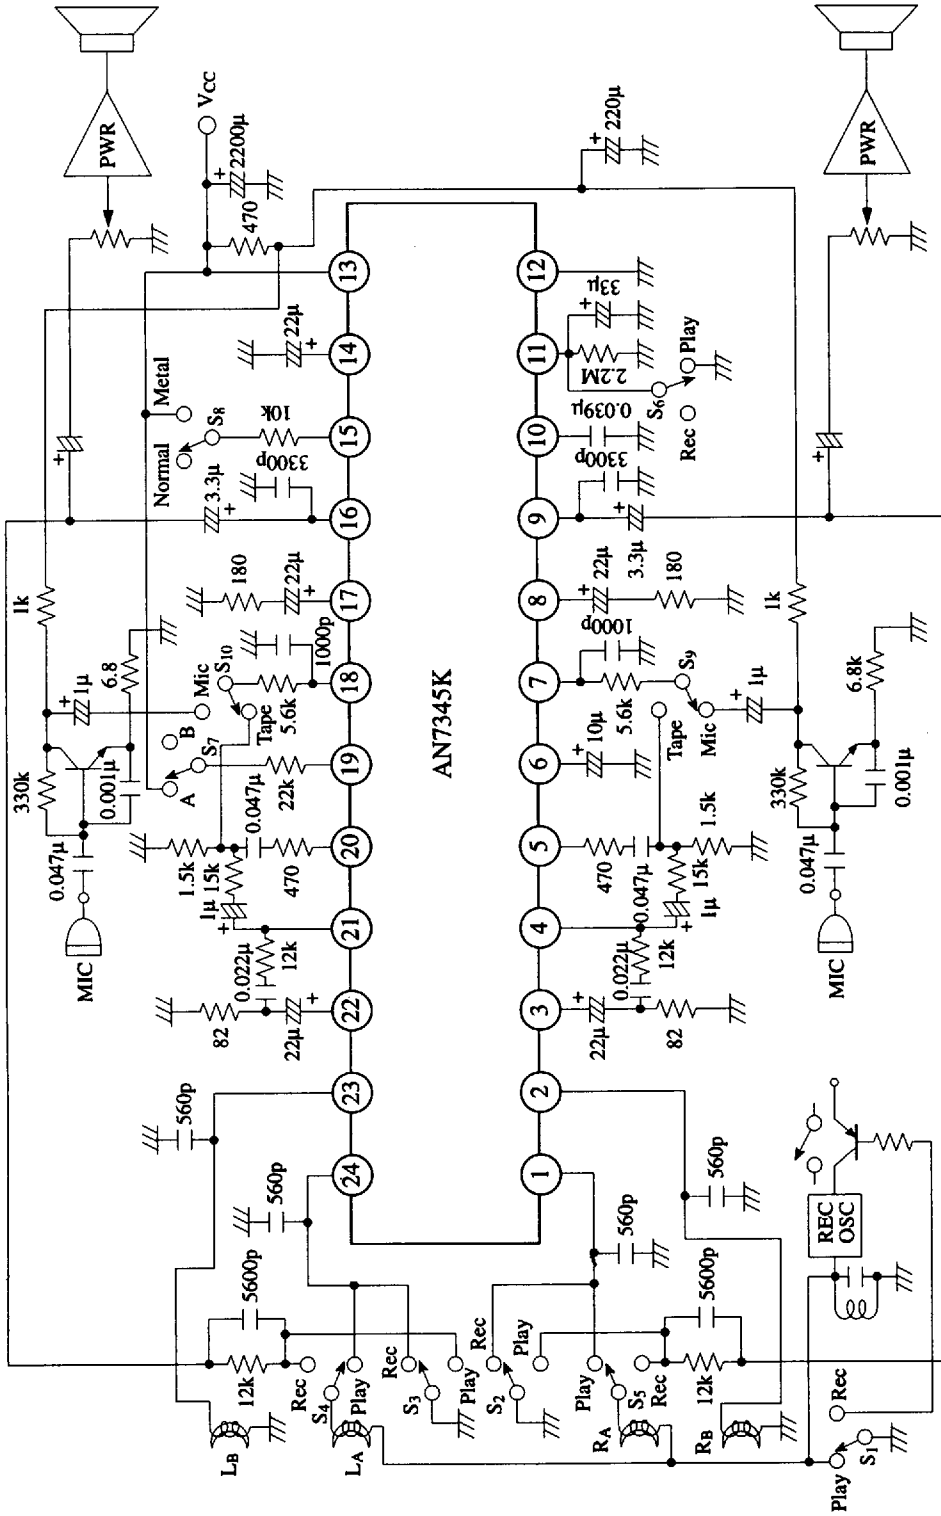 0.047μ
MIC
330k
1k
1μ
0.001μ
6.8
A
B
Mic
S7
S10
Tape
Normal
Metal
S8
VCC
2200μ
470
PWR
560p
82
22μ
0.022μ
12k
1μ
15k
1.5k
0.047μ
470
22k
5.6k
1000p
180
22μ
3.3μ
3300p
10k
22μ
LB
12k
5600p
Rec
S4
Play
LA
560p
Rec
S3
Play
24
23
22
21
20
19
18
17
16
15
14
13
AN7345K
1
2
3
4
5
6
7
8
9
10
11
12
Rec
S2
Play
RA
Play
S5
Rec
12k
5600p
RB
560p
560p
22μ
82
0.022μ
12k
1μ
15k
0.047μ
470
1.5k
10μ
Tape
Mic
S9
5.6k
1000p
22μ
180
3.3μ
3300p
0.039μ
2.2M
33μ
S6
Rec
Play
220μ
Play
S1
Rec
REC
OSC
MIC
0.047μ
330k
1μ
1k
0.001μ
6.8k
PWR